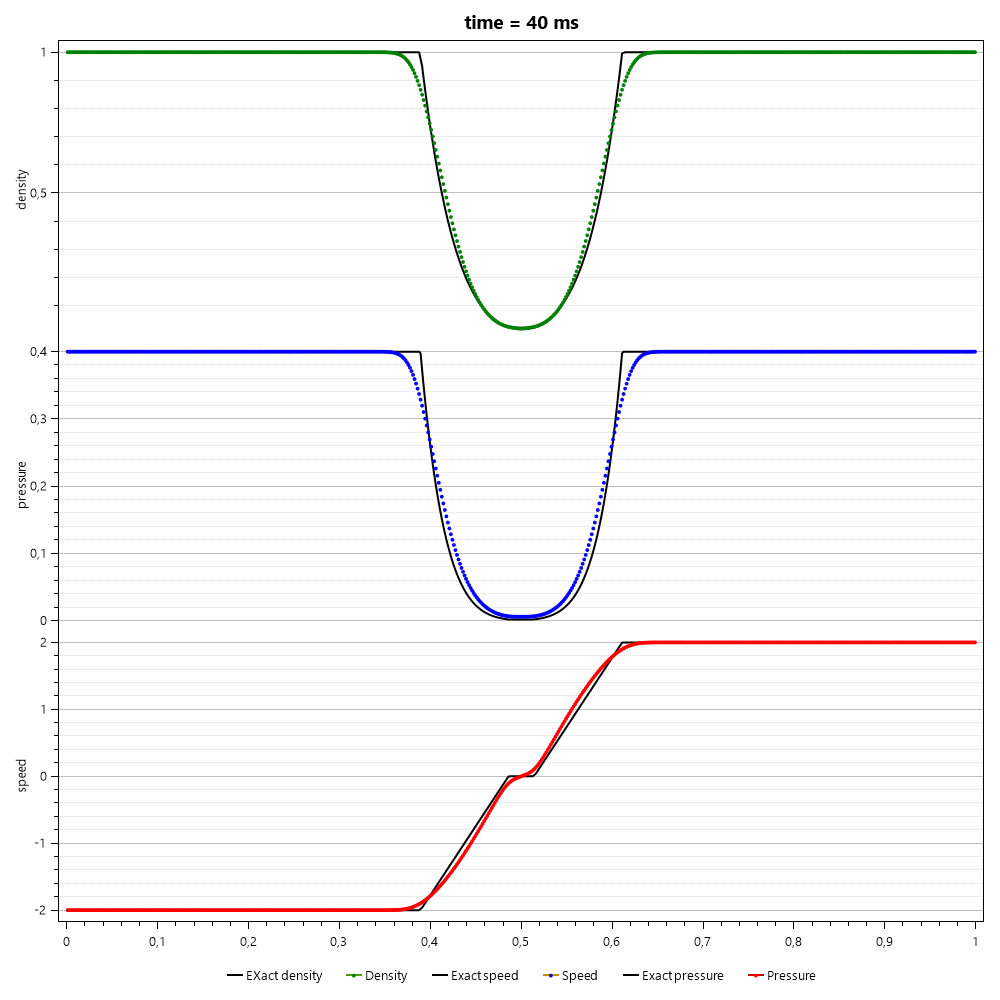 time = 40 ms
1
0,5
density
0,4
0,3
0,2
0,1
0
pressure
2
1
0
-1
-2
speed
0 0,1 0,2 0,3 0,4 0,5 0,6 0,7 0,8 0,9 1
EXact density Density Exact speed Speed Exact pressure Pressure